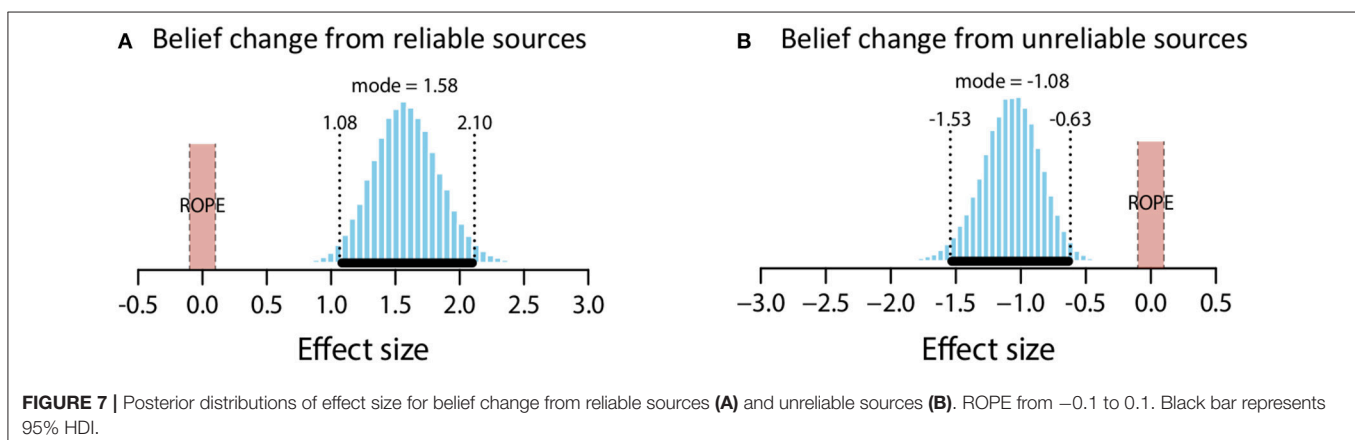 A Belief change from reliable sources
mode = 1.58
1.08
2.10
ROPE
-0.5 0.0 0.5 1.0 1.5 2.0 2.5 3.0
Effect size
B Belief change from unreliable sources
mode = -1.08
-1.53
-0.63
ROPE
−3.0 −2.5 −2.0 −1.5 −1.0 -0.5 0.0 0.5
Effect size
FIGURE 7 | Posterior distributions of effect size for belief change from reliable sources (A) and unreliable sources (B). ROPE from −0.1 to 0.1. Black bar represents
95% HDI.